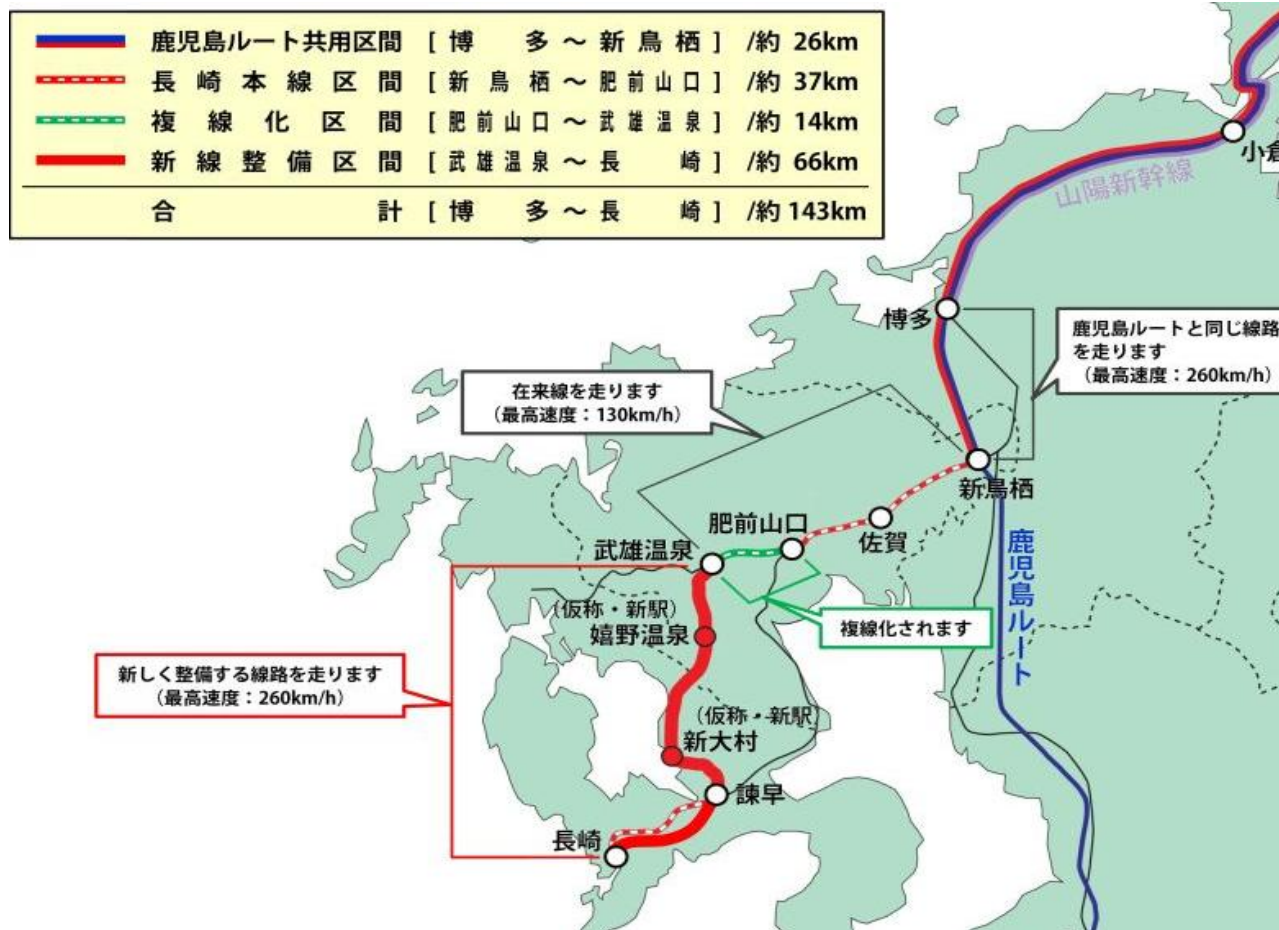 鹿児島ルート共用区間 [ 博 多 ～ 新 鳥 栖 ] /約 26km
長 崎 本 線 区 間 [ 新 鳥 栖 ～ 肥 前 山 口 ] /約 37km
複 線 化 区 間 [ 肥 前 山 口 ～ 武 雄 温 泉 ] /約 14km
新 線 整 備 区 間 [ 武 雄 温 泉 ～ 長 崎 ] /約 66km
合 計 [ 博 多 ～ 長 崎 ] /約 143km
小倉
山陽新幹線
博多
鹿児島ルートと同じ線路
を走ります
（最高速度：260km/h）
在来線を走ります
（最高速度：130km/h）
新鳥栖
佐賀
肥前山口
武雄温泉
鹿児島ルート
（仮称・新駅）
嬉野温泉
複線化されます
新しく整備する線路を走ります
（最高速度：260km/h）
（仮称・新駅）
新大村
諫早
長崎